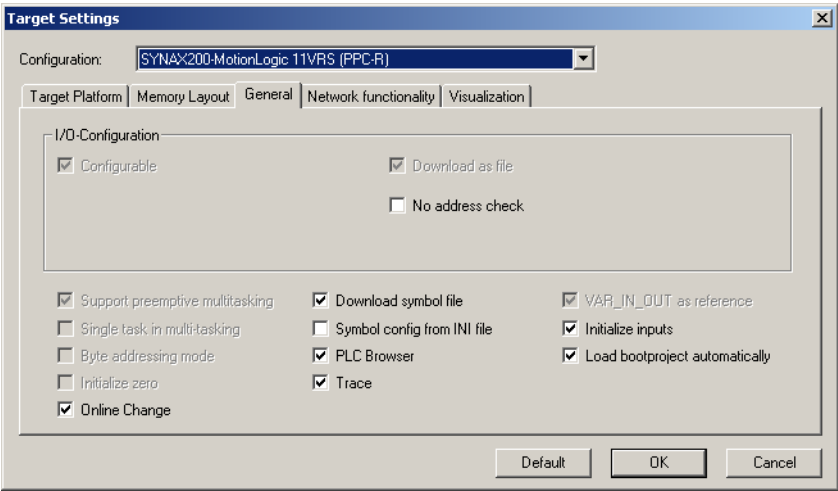 Target Settings
Configuration: SYNAX200-MotionLogic 11VRS (PPC-R)
Target Platform Memory Layout General Network functionality Visualization
I/O-Configuration
Configurable Download as file
No address check
Support preemptive multitasking Download symbol file VAR_IN_OUT as reference
Single task in multi-tasking Symbol config from INI file Initialize inputs
Byte addressing mode PLC Browser Load bootproject automatically
Initialize zero Trace
Online Change
Default OK Cancel